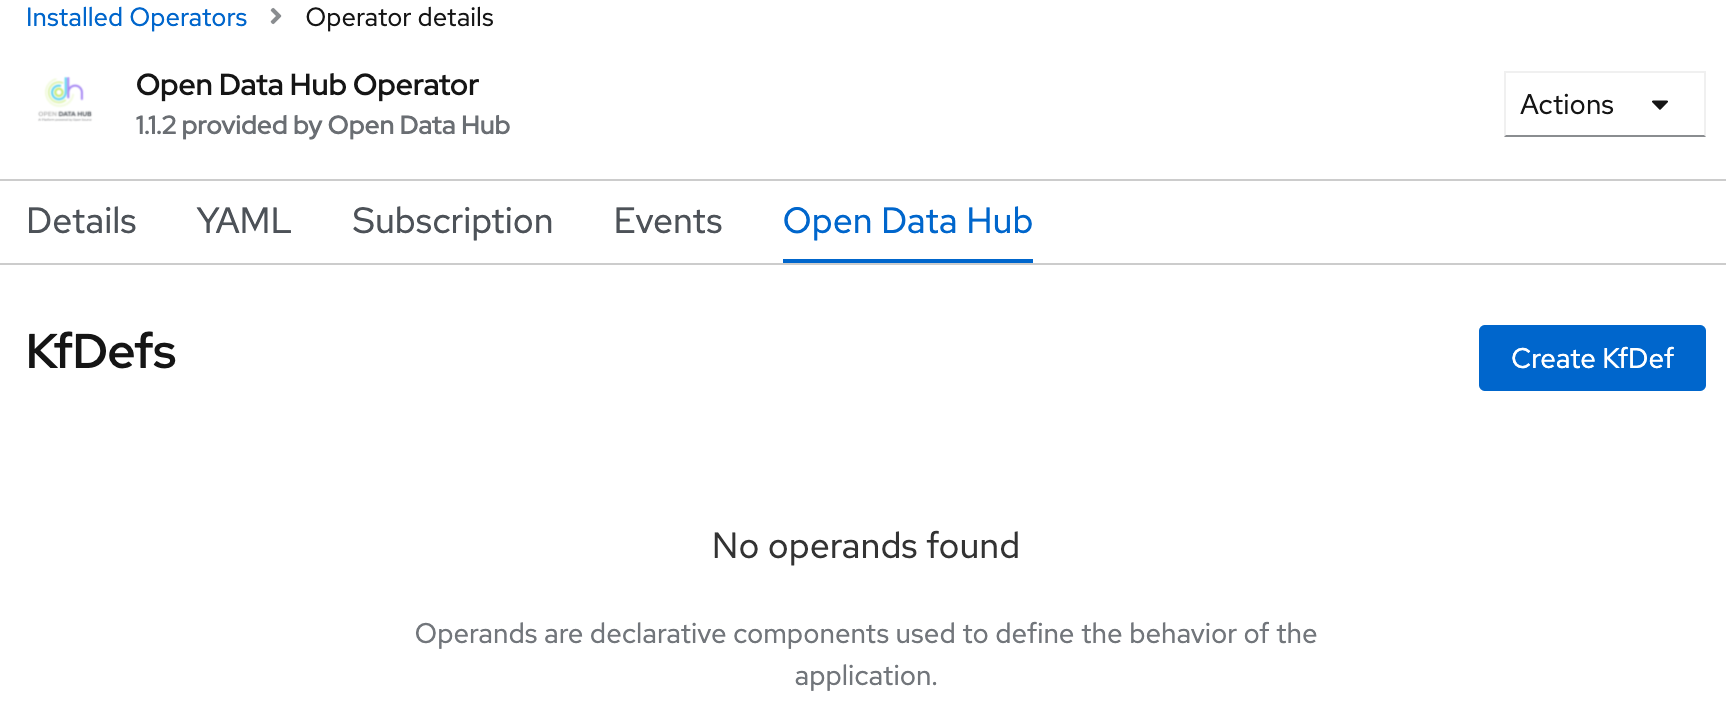 Installed Operators > Operator details
Open Data Hub Operator
Actions
OPEN DATA HUB
1.1.2 provided by Open Data Hub
Details YAML Subscription Events Open Data Hub
KfDefs
Create KfDef
No operands found
Operands are declarative components used to define the behavior of the
application.